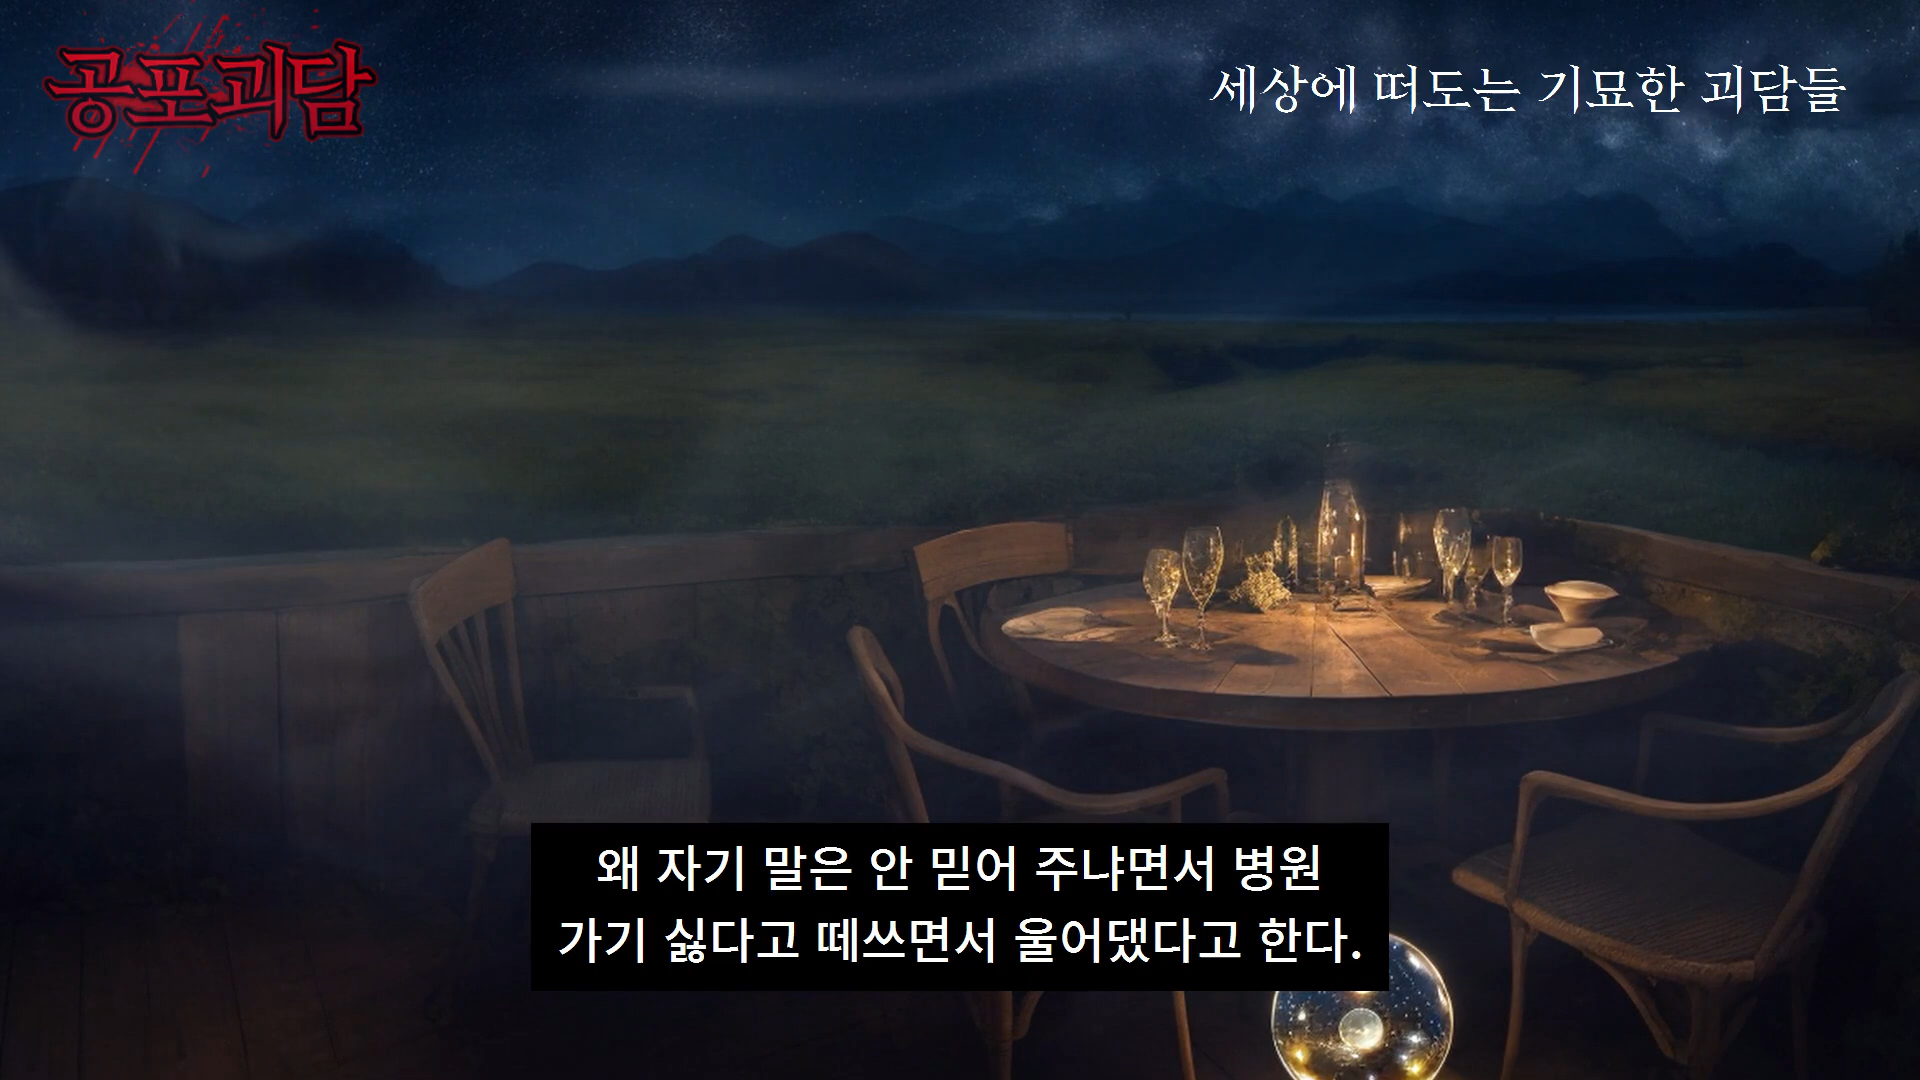 공포괴담
세상에 떠도는 기묘한 괴담들
왜 자기 말은 안 믿어 주냐면서 병원
가기 싫다고 떼쓰면서 울어댔다고 한다.